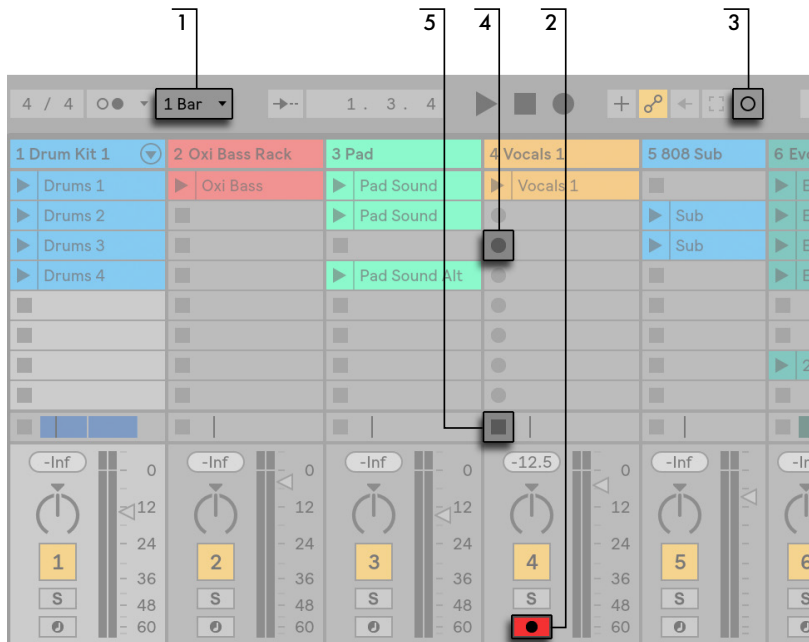 1 5 4 2 3
4 / 4 1 Bar 1. 3. 4
1 Drum Kit 1 2 Oxi Bass Rack 3 Pad 4 Vocals 1 5 808 Sub 6
Drums 1 Oxi Bass Pad Sound Vocals 1
Drums 2 Pad Sound Sub
Drums 3 Sub
Drums 4 Pad Sound Alt
2
-Inf -Inf -Inf -12.5 -Inf
0 0 0 0 0
12 12 12 12 12
24 24 24 24 24
1 2 3 4 5 6
36 36 36 36 36
S S S S S S
48 48 48 48 48
60 60 60 60 60